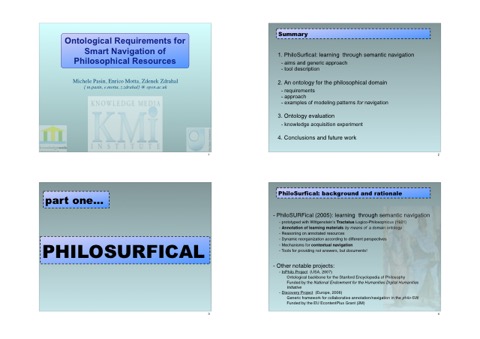 Ontological Requirements for
Smart Navigation of
Philosophical Resources
Michele Pasin, Enrico Motta, Zdenek Zdrahal
KNOWLEDGE MEDIA
KMi
INSTITUTE
1
Summary
1. PhiloSurfical: learning through semantic navigation
- aims and generic approach
- tool description
2. An ontology for the philosophical domain
- requirements
- approach
- examples of modeling patterns for navigation
3. Ontology evaluation
- knowledge acquisition experiment
4. Conclusions and future work
2
part one...
PHILOSURFICAL
3
PhiloSurfical: background and rationale
- PhiloSURFical (2005): learning through semantic navigation
- prototyped with Wittgenstein's Tractatus Logico-Philosophicus (1921)
- Annotation of learning materials by means of a domain ontology
- Reasoning on annotated resources
- Dynamic reorganization according to different perspectives
- Mechanisms for contextual navigation
- Tools for providing not answers, but documents!
- Other notable projects:
- InPhO Project (USA, 2007)
Ontological backbone for the Stanford Encyclopedia of Philosophy
Funded by the National Endowment for the Humanities Digital Humanities
Initiative
- Discovery Project (Europe, 2006)
Generic framework for collaborative annotation/navigation in the philo SW
Funded by the EU Econtent Plus Grant (3M)
4